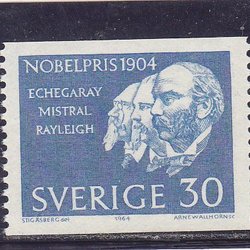 NOBELPRIS 1904
ECHEGARAY
MISTRAL
RAYLEIGH
SVERIGE 30
STIG ÅSBERG del. 1964 ARNE WALLHORN SC.